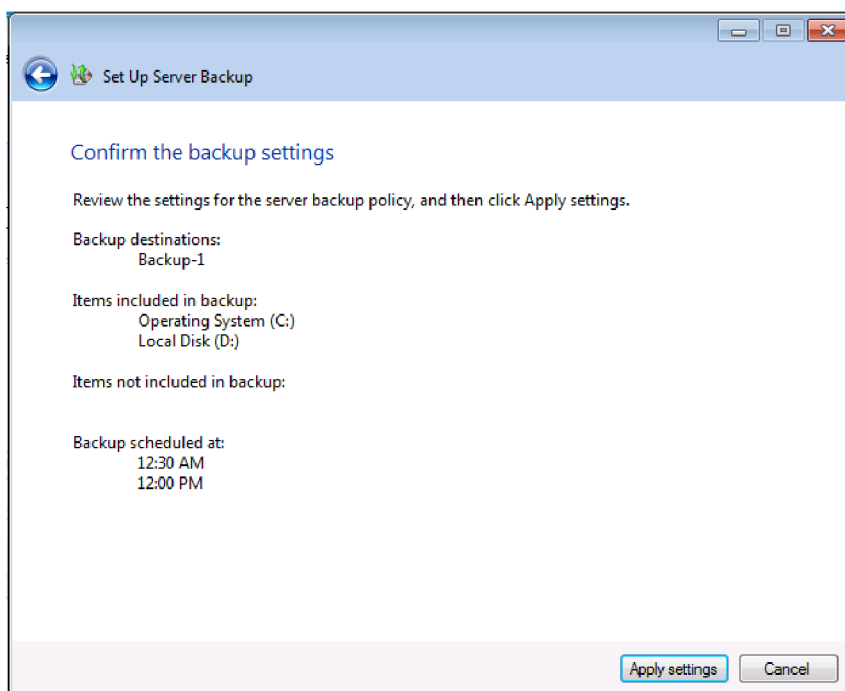 Set Up Server Backup
Confirm the backup settings
Review the settings for the server backup policy, and then click Apply settings.
Backup destinations:
Backup-1
Items included in backup:
Operating System (C:)
Local Disk (D:)
Items not included in backup:
Backup scheduled at:
12:30 AM
12:00 PM
Apply settings
Cancel